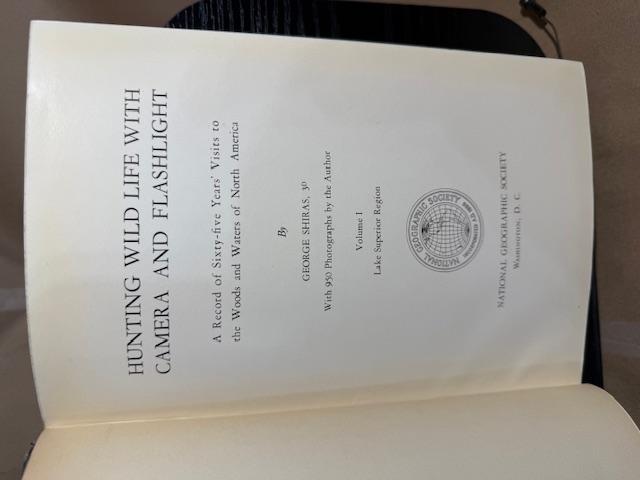 HUNTING WILD LIFE WITH
CAMERA AND FLASHLIGHT
A Record of Sixty-five Years' Visits to
the Woods and Waters of North America
By
GEORGE SHIRAS, 3D
With 950 Photographs by the Author
Volume I
Lake Superior Region
NATIONAL GEOGRAPHIC SOCIETY
NATIONAL GEOGRAPHIC SOCIETY
WASHINGTON, D. C.